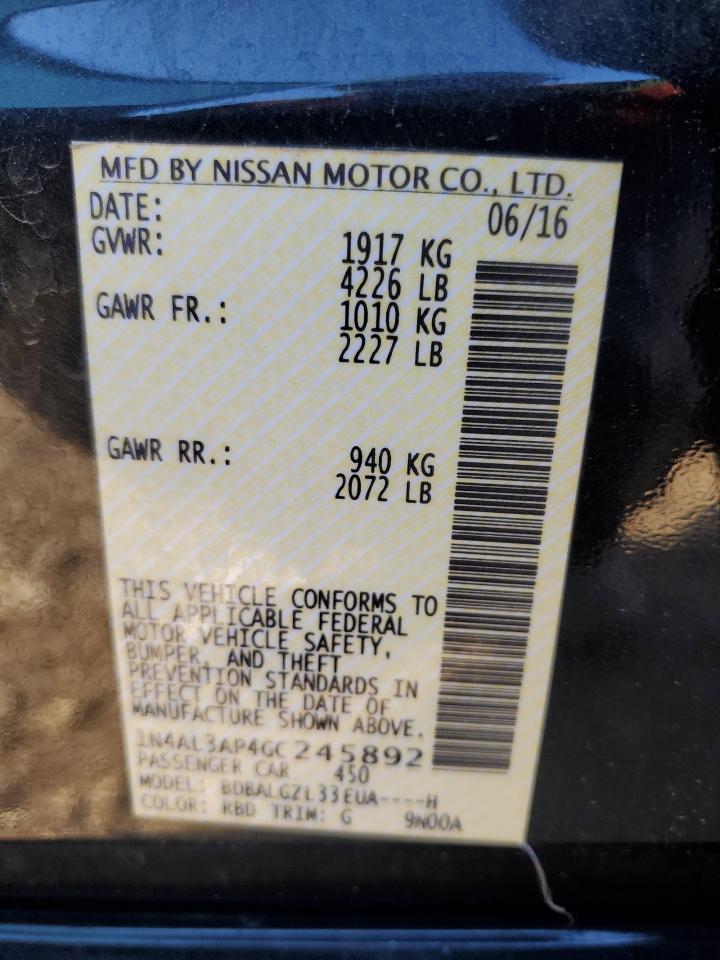 MFD BY NISSAN MOTOR CO., LTD.
DATE: 06/16
GVWR: 1917 KG
4226 LB
GAWR FR.: 1010 KG
2227 LB
GAWR RR.: 940 KG
2072 LB
THIS VEHICLE CONFORMS TO
ALL APPLICABLE FEDERAL
MOTOR VEHICLE SAFETY,
BUMPER, AND THEFT
PREVENTION STANDARDS IN
EFFECT ON THE DATE OF
MANUFACTURE SHOWN ABOVE.
1N4AL3AP4GC245892
PASSENGER CAR 450
MODEL: BDBALGZL33EUA----H
COLOR: RBD TRIM: G 9N00A